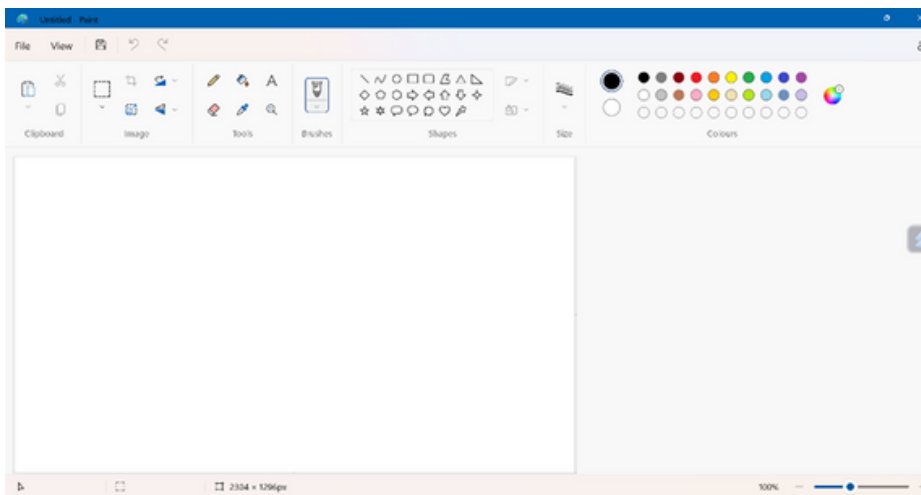 Untitled - Paint
File View
A
Clipboard Image Tools Brushes Shapes Size Colours
2304 × 1296px 100%